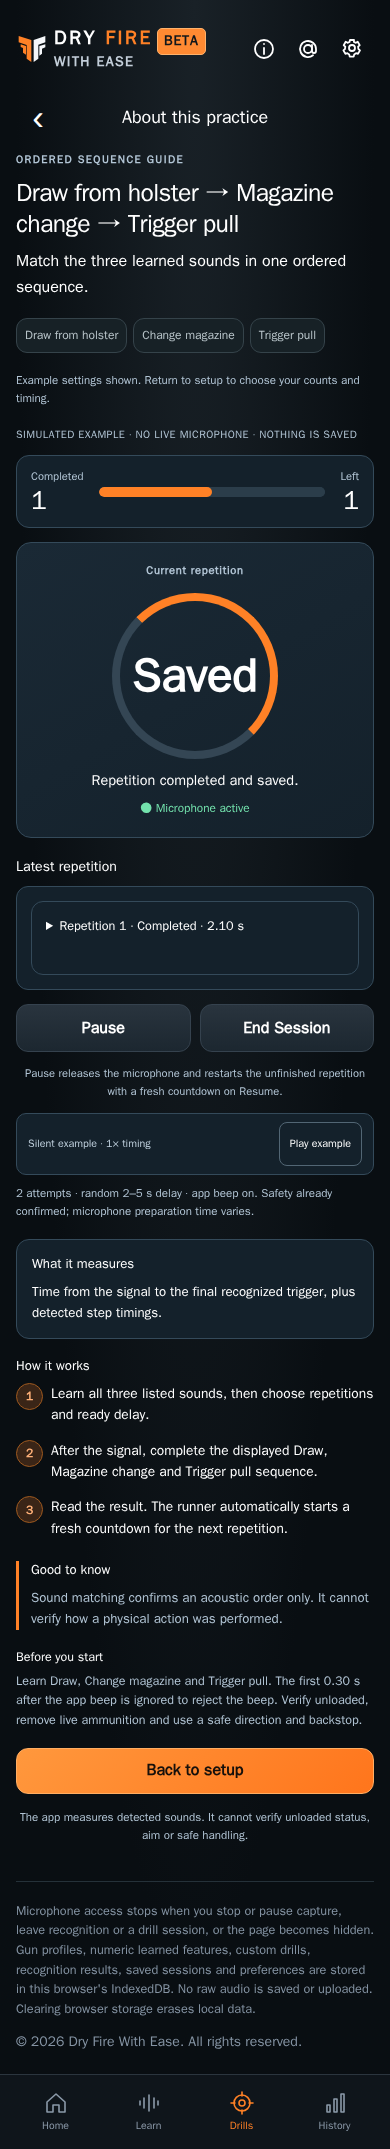 DRY FIRE BETA
WITH EASE
‹ About this practice
ORDERED SEQUENCE GUIDE
Draw from holster → Magazine
change → Trigger pull
Match the three learned sounds in one ordered
sequence.
Draw from holster Change magazine Trigger pull
Example settings shown. Return to setup to choose your counts and
timing.
SIMULATED EXAMPLE · NO LIVE MICROPHONE · NOTHING IS SAVED
Completed Left
1 1
Current repetition
Saved
Repetition completed and saved.
Microphone active
Latest repetition
Repetition 1 · Completed · 2.10 s
Pause End Session
Pause releases the microphone and restarts the unfinished repetition
with a fresh countdown on Resume.
Silent example · 1× timing Play example
2 attempts · random 2–5 s delay · app beep on. Safety already
confirmed; microphone preparation time varies.
What it measures
Time from the signal to the final recognized trigger, plus
detected step timings.
How it works
1 Learn all three listed sounds, then choose repetitions
and ready delay.
2 After the signal, complete the displayed Draw,
Magazine change and Trigger pull sequence.
3 Read the result. The runner automatically starts a
fresh countdown for the next repetition.
Good to know
Sound matching confirms an acoustic order only. It cannot
verify how a physical action was performed.
Before you start
Learn Draw, Change magazine and Trigger pull. The first 0.30 s
after the app beep is ignored to reject the beep. Verify unloaded,
remove live ammunition and use a safe direction and backstop.
Back to setup
The app measures detected sounds. It cannot verify unloaded status,
aim or safe handling.
Microphone access stops when you stop or pause capture,
leave recognition or a drill session, or the page becomes hidden.
Gun profiles, numeric learned features, custom drills,
recognition results, saved sessions and preferences are stored
in this browser's IndexedDB. No raw audio is saved or uploaded.
Clearing browser storage erases local data.
© 2026 Dry Fire With Ease. All rights reserved.
Home Learn Drills History